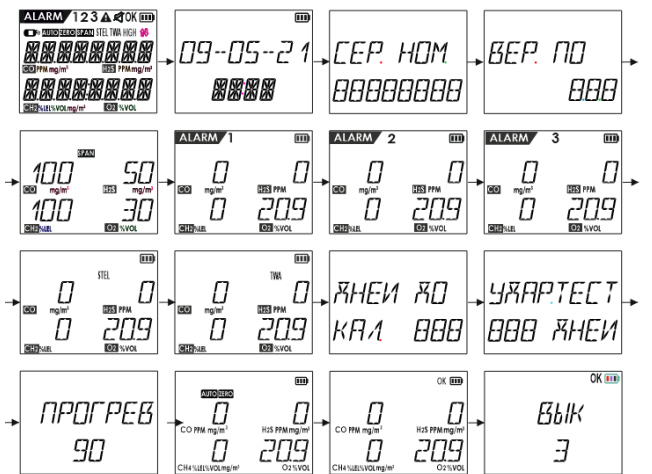 ALARM 1 2 3 OK
AUTO ZERO SPAN STEL TWA HIGH
CO PPM mg/m³ H2S PPM mg/m³
CH4 %LEL%VOL mg/m³ O2 %VOL
09--05-21
СЕР. НОМ.
88888888
ВЕР. ПО
8.8.8
SPAN
100 50
CO mg/m³ H2S mg/m³
100 30
CH4 %LEL O2 %VOL
ALARM 1
0 0
CO mg/m³ H2S PPM
0 20.9
CH4 %LEL O2 %VOL
ALARM 2
0 0
CO mg/m³ H2S PPM
0 20.9
CH4 %LEL O2 %VOL
ALARM 3
0 0
CO mg/m³ H2S PPM
0 20.9
CH4 %LEL O2 %VOL
STEL
0 0
CO mg/m³ H2S PPM
0 20.9
CH4 %LEL O2 %VOL
TWA
0 0
CO mg/m³ H2S PPM
0 20.9
CH4 %LEL O2 %VOL
ДНЕЙ ДО
КАЛ. 888
УДАР.ТЕСТ
888 ДНЕЙ
ПРОГРЕВ
90
AUTO ZERO
0 0
CO PPM mg/m³ H2S PPM mg/m³
0 20.9
CH4 %LEL%VOL mg/m³ O2 %VOL
OK
0 0
CO PPM mg/m³ H2S PPM mg/m³
0 20.9
CH4 %LEL%VOL mg/m³ O2 %VOL
OK
ВЫК
3